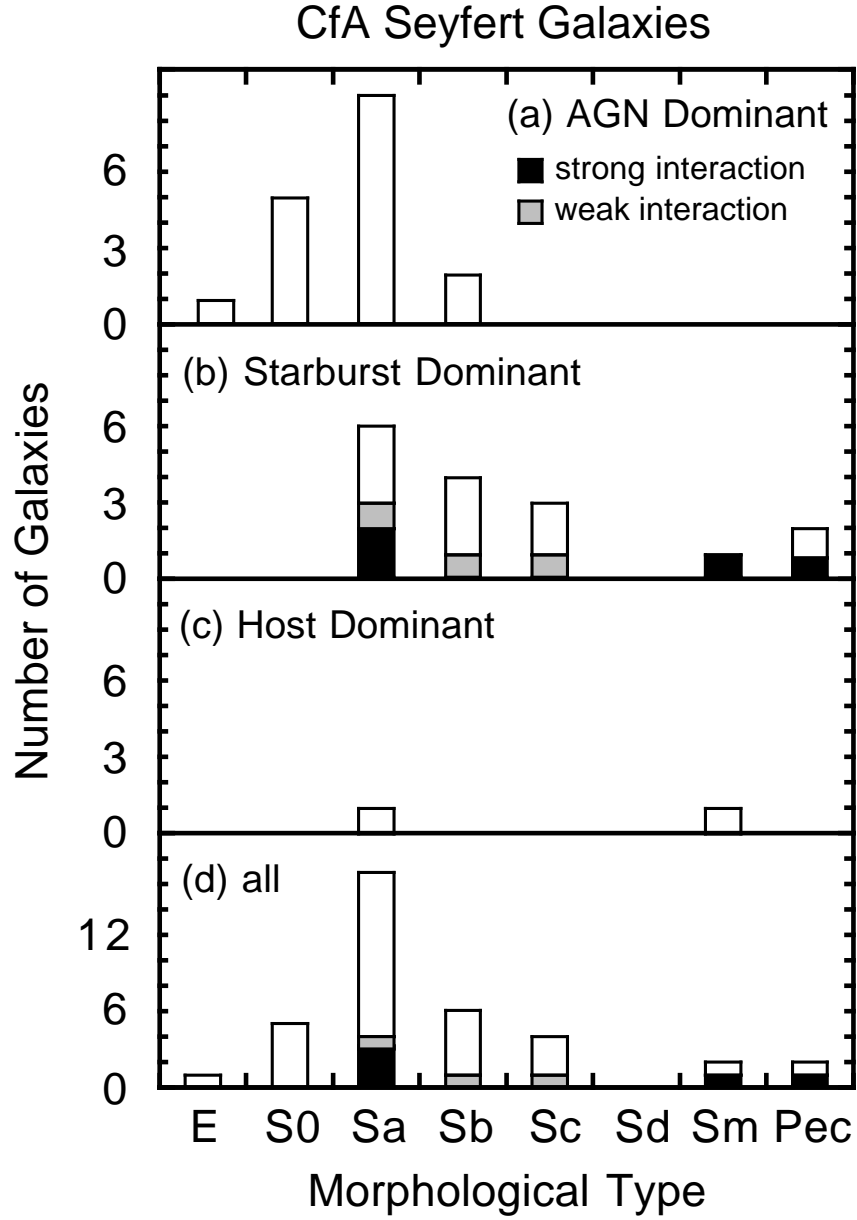 CfA Seyfert Galaxies
(a) AGN Dominant
strong interaction
weak interaction
6
3
0
(b) Starburst Dominant
6
3
0
(c) Host Dominant
6
3
0
(d) all
12
6
0
E S0 Sa Sb Sc Sd Sm Pec
Morphological Type
Number of Galaxies